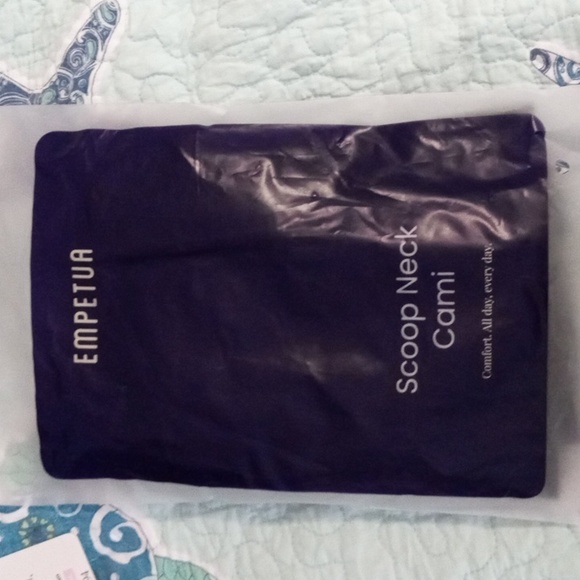 EMPETUA
Scoop Neck
Cami
Comfort. All day, every day.